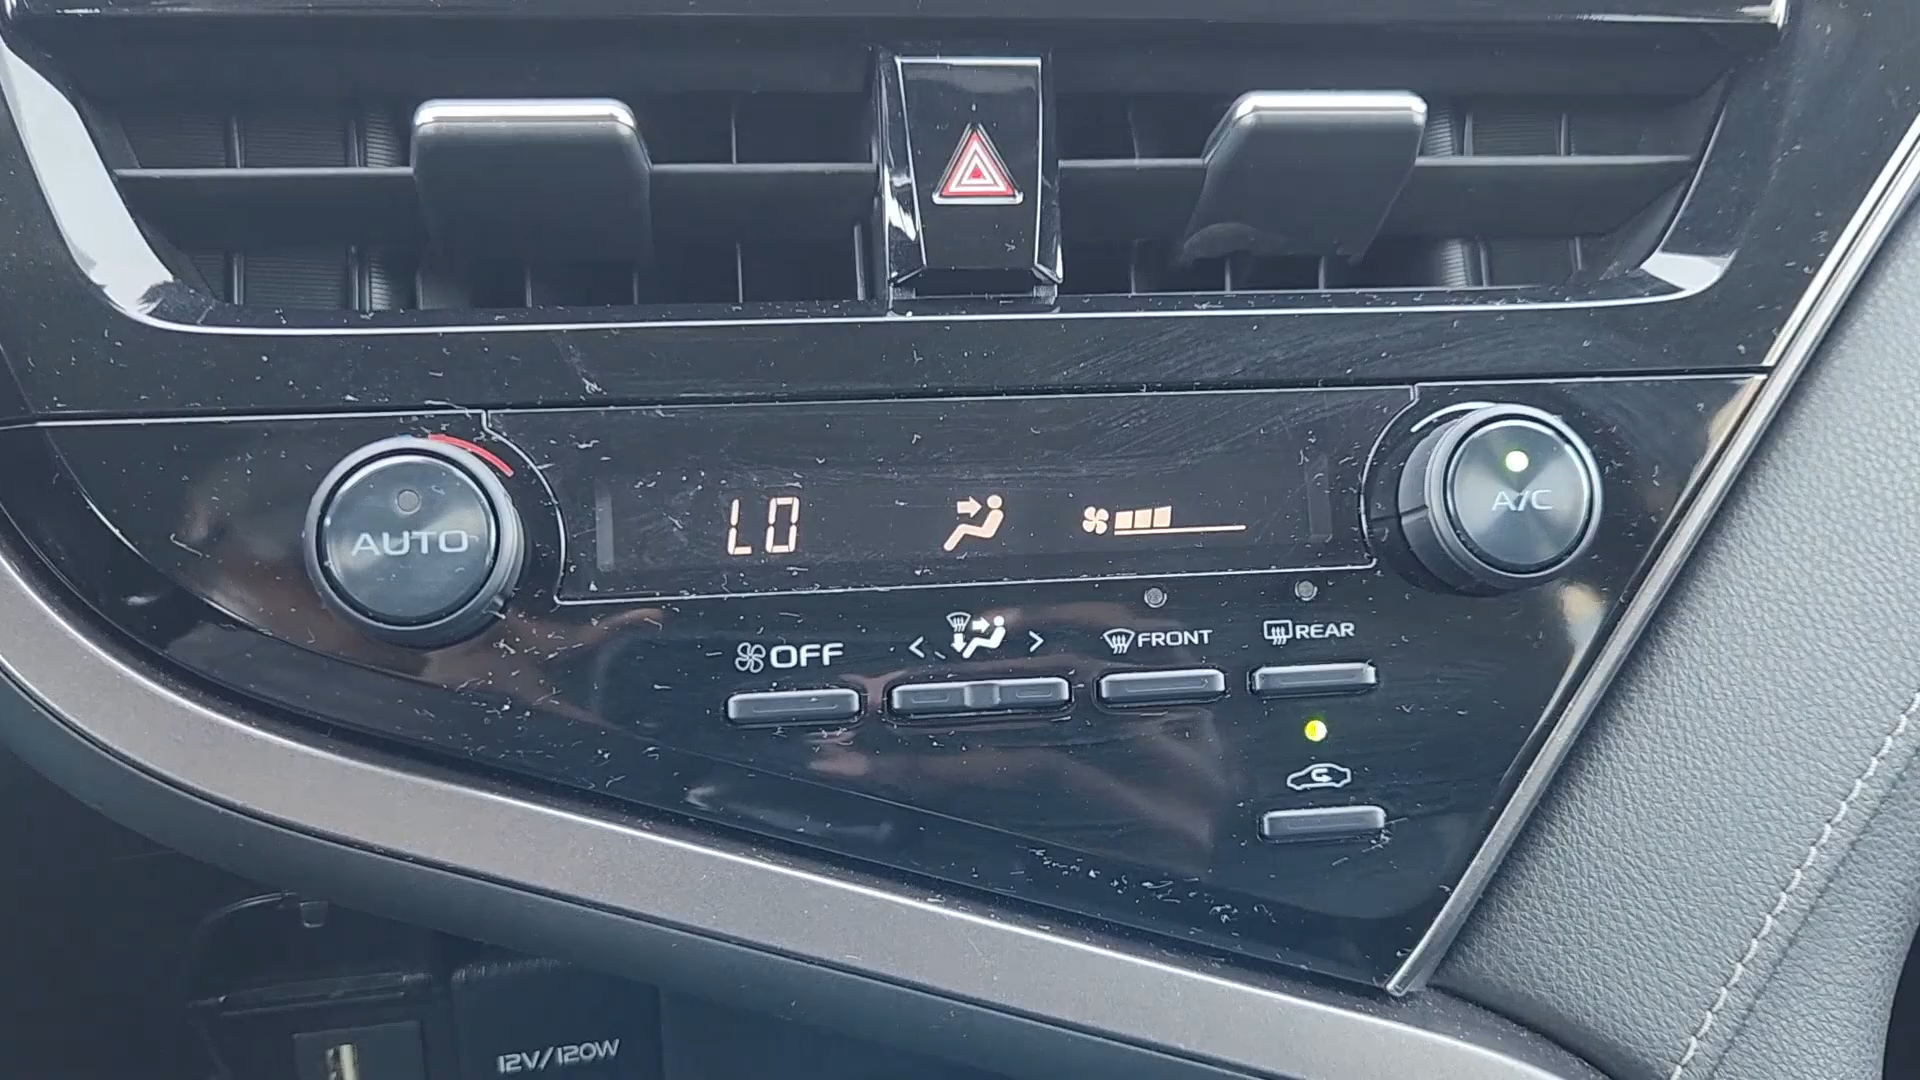 AUTO
LO
A/C
OFF
< >
FRONT
REAR
12V/120W